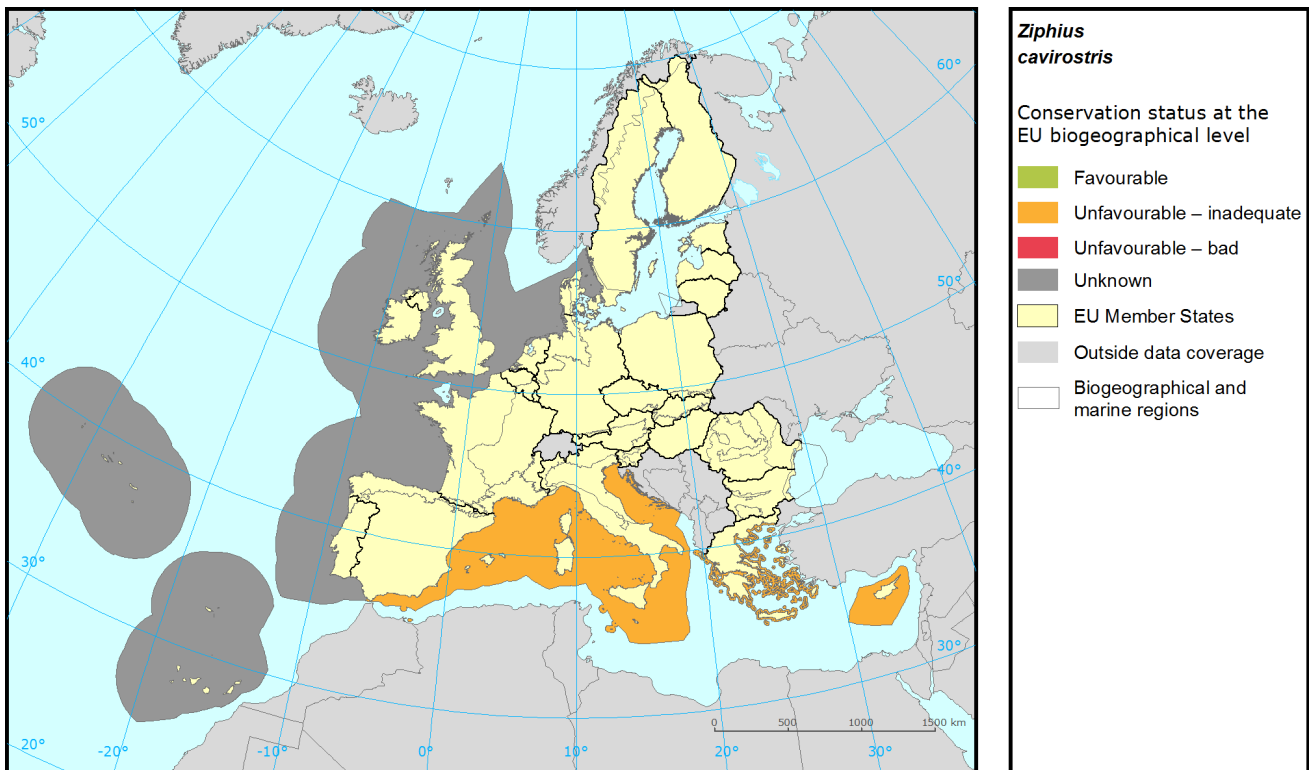 60°
50°
50°
40°
40°
30°
30°
20°
-20°
-10°
0°
10°
20°
30°
0 500 1000 1500 km
Ziphius
cavirostris
Conservation status at the
EU biogeographical level
Favourable
Unfavourable – inadequate
Unfavourable – bad
Unknown
EU Member States
Outside data coverage
Biogeographical and
marine regions